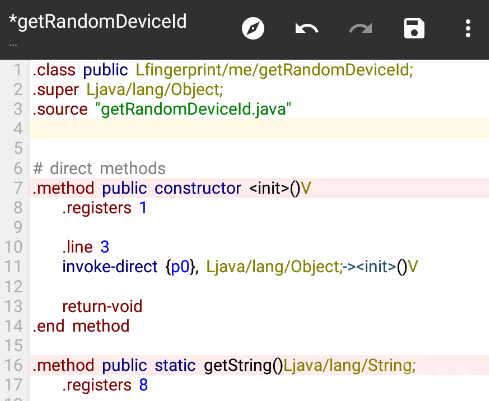 *getRandomDeviceId
...
1 .class public Lfingerprint/me/getRandomDeviceId;
2 .super Ljava/lang/Object;
3 .source "getRandomDeviceId.java"
4
5
6 # direct methods
7 .method public constructor <init>()V
8 .registers 1
9
10 .line 3
11 invoke-direct {p0}, Ljava/lang/Object;-><init>()V
12
13 return-void
14 .end method
15
16 .method public static getString()Ljava/lang/String;
17 .registers 8